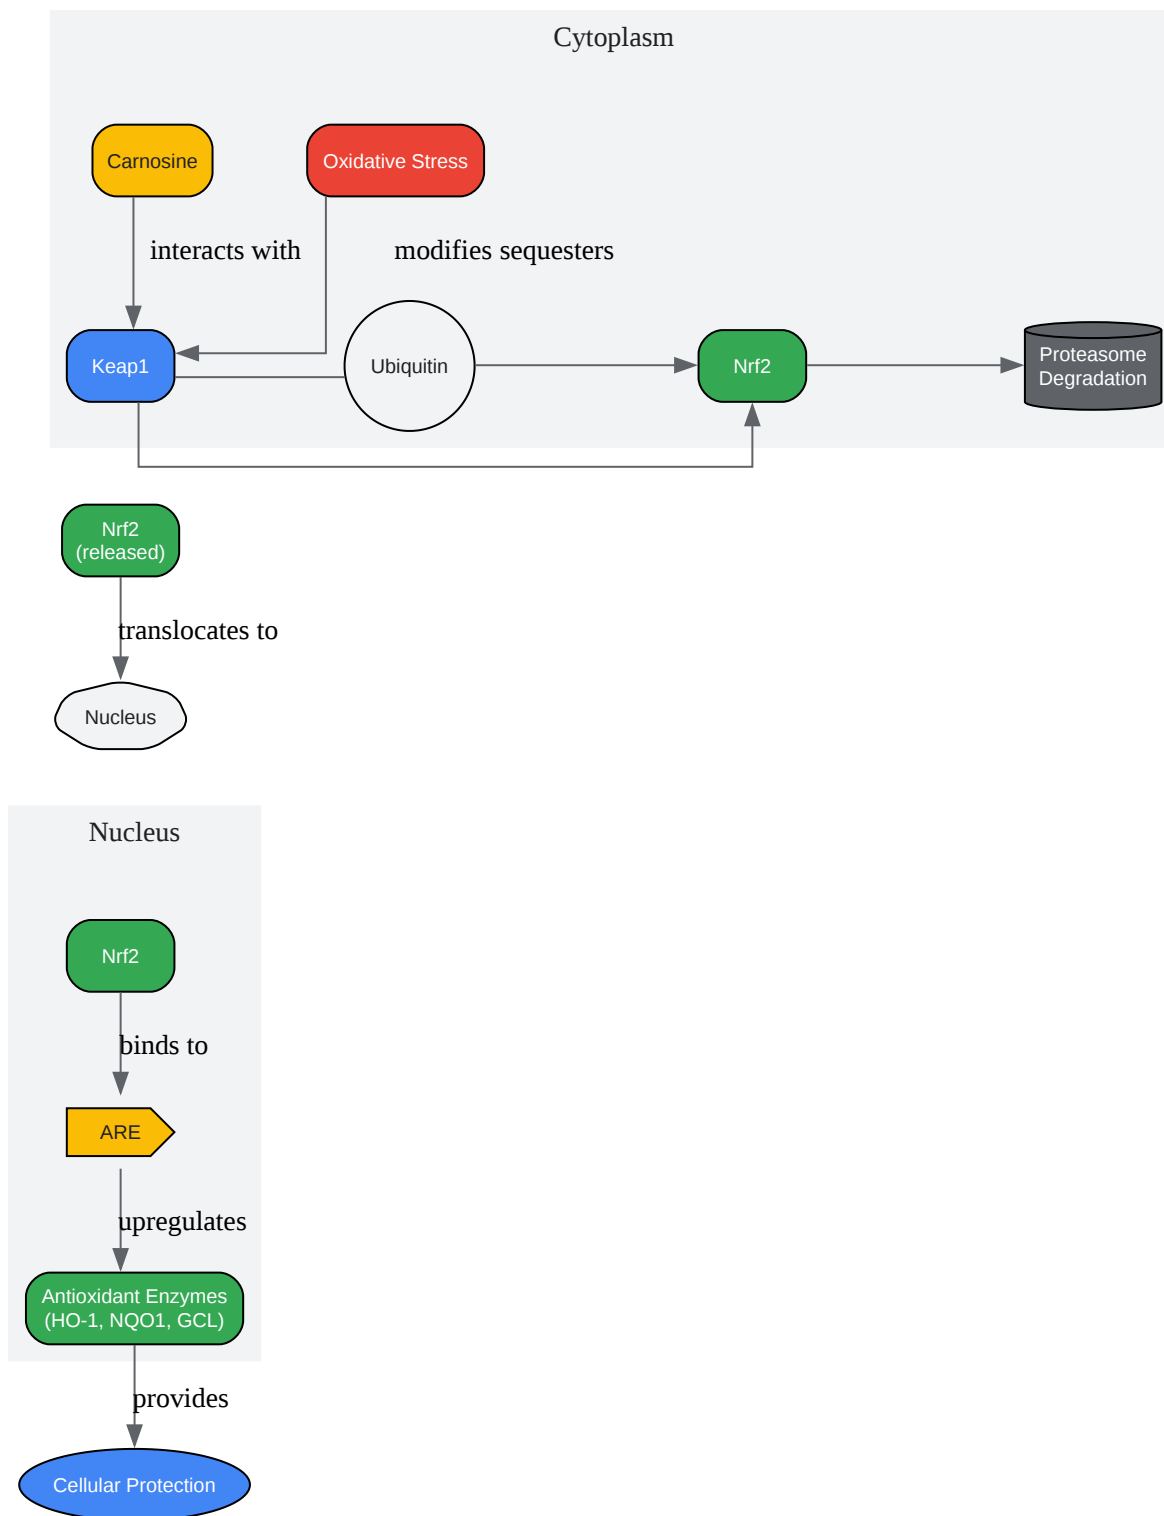 Cytoplasm
Carnosine
Oxidative Stress
interacts with
modifies sequesters
Keap1
Ubiquitin
Nrf2
Proteasome
Degradation
Nrf2
(released)
translocates to
Nucleus
Nucleus
Nrf2
binds to
ARE
upregulates
Antioxidant Enzymes
(HO-1, NQO1, GCL)
provides
Cellular Protection